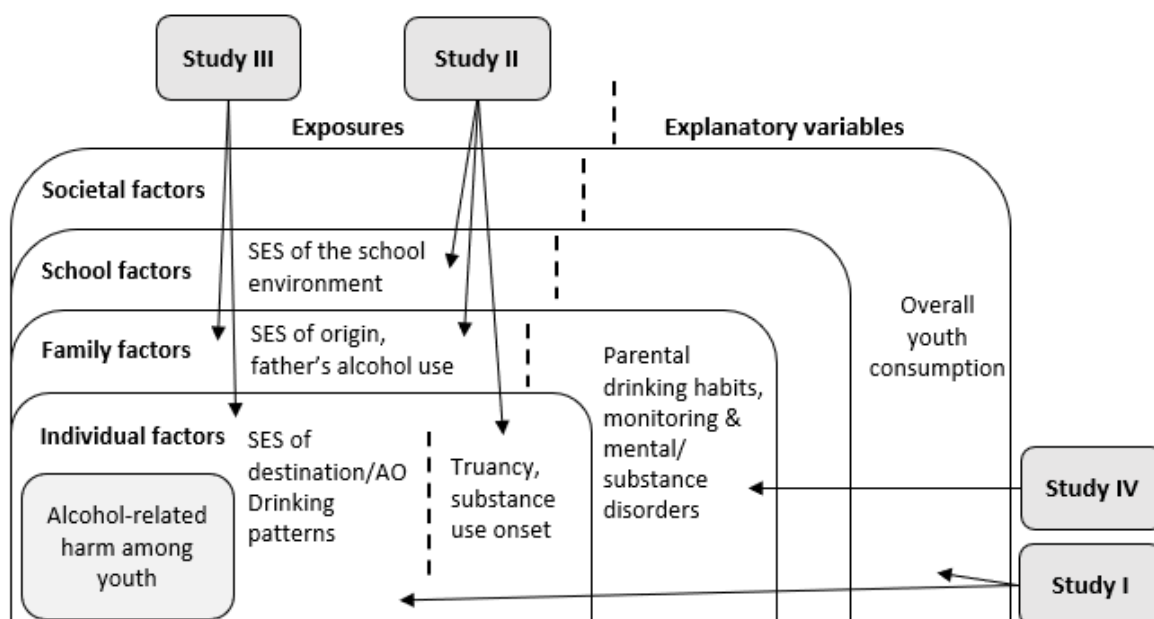 Study III
Study II
Exposures
Explanatory variables
Societal factors
School factors
SES of the school
environment
Family factors
SES of origin,
father's alcohol use
Parental
drinking habits,
monitoring &
mental/
substance
disorders
Overall
youth
consumption
Individual factors
SES of
destination/AO
Drinking
patterns
Truancy,
substance
use onset
Alcohol-related
harm among
youth
Study IV
Study I